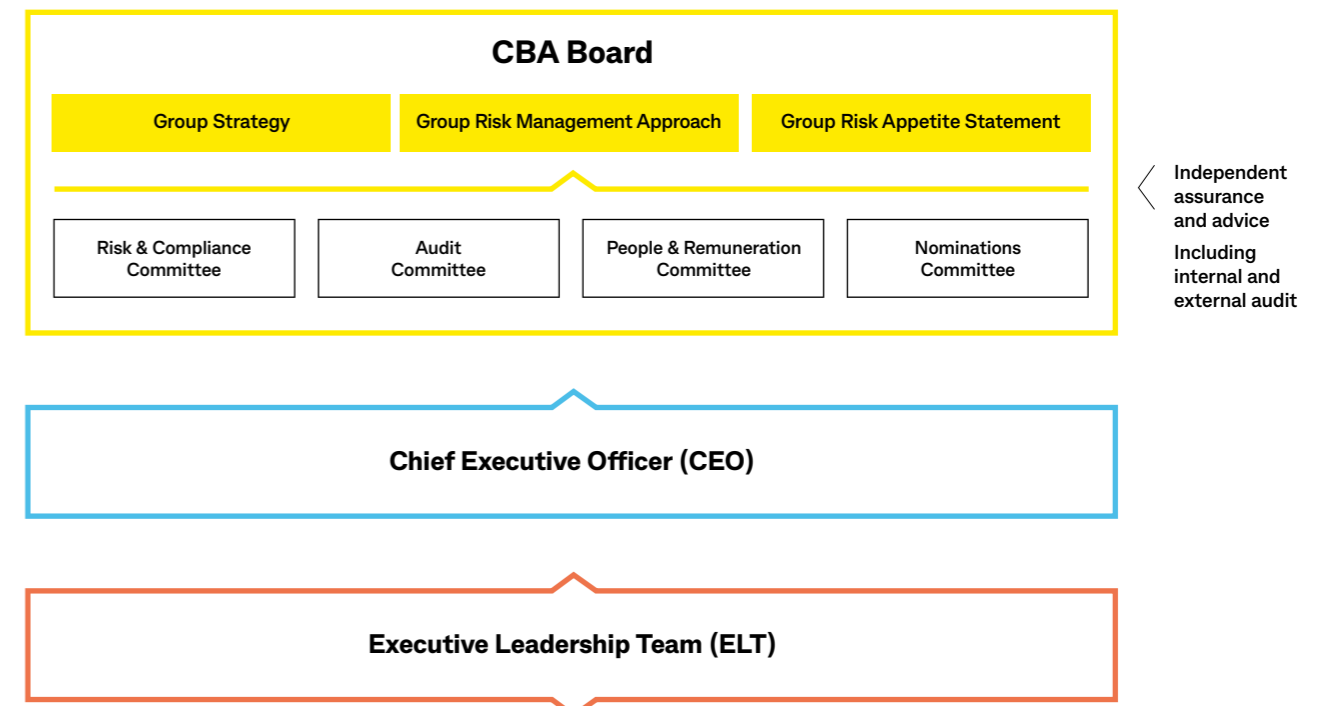 CBA Board
Group Strategy
Group Risk Management Approach
Group Risk Appetite Statement
Risk & Compliance
Committee
Audit
Committee
People & Remuneration
Committee
Nominations
Committee
Independent
assurance
and advice
Including
internal and
external audit
Chief Executive Officer (CEO)
Executive Leadership Team (ELT)